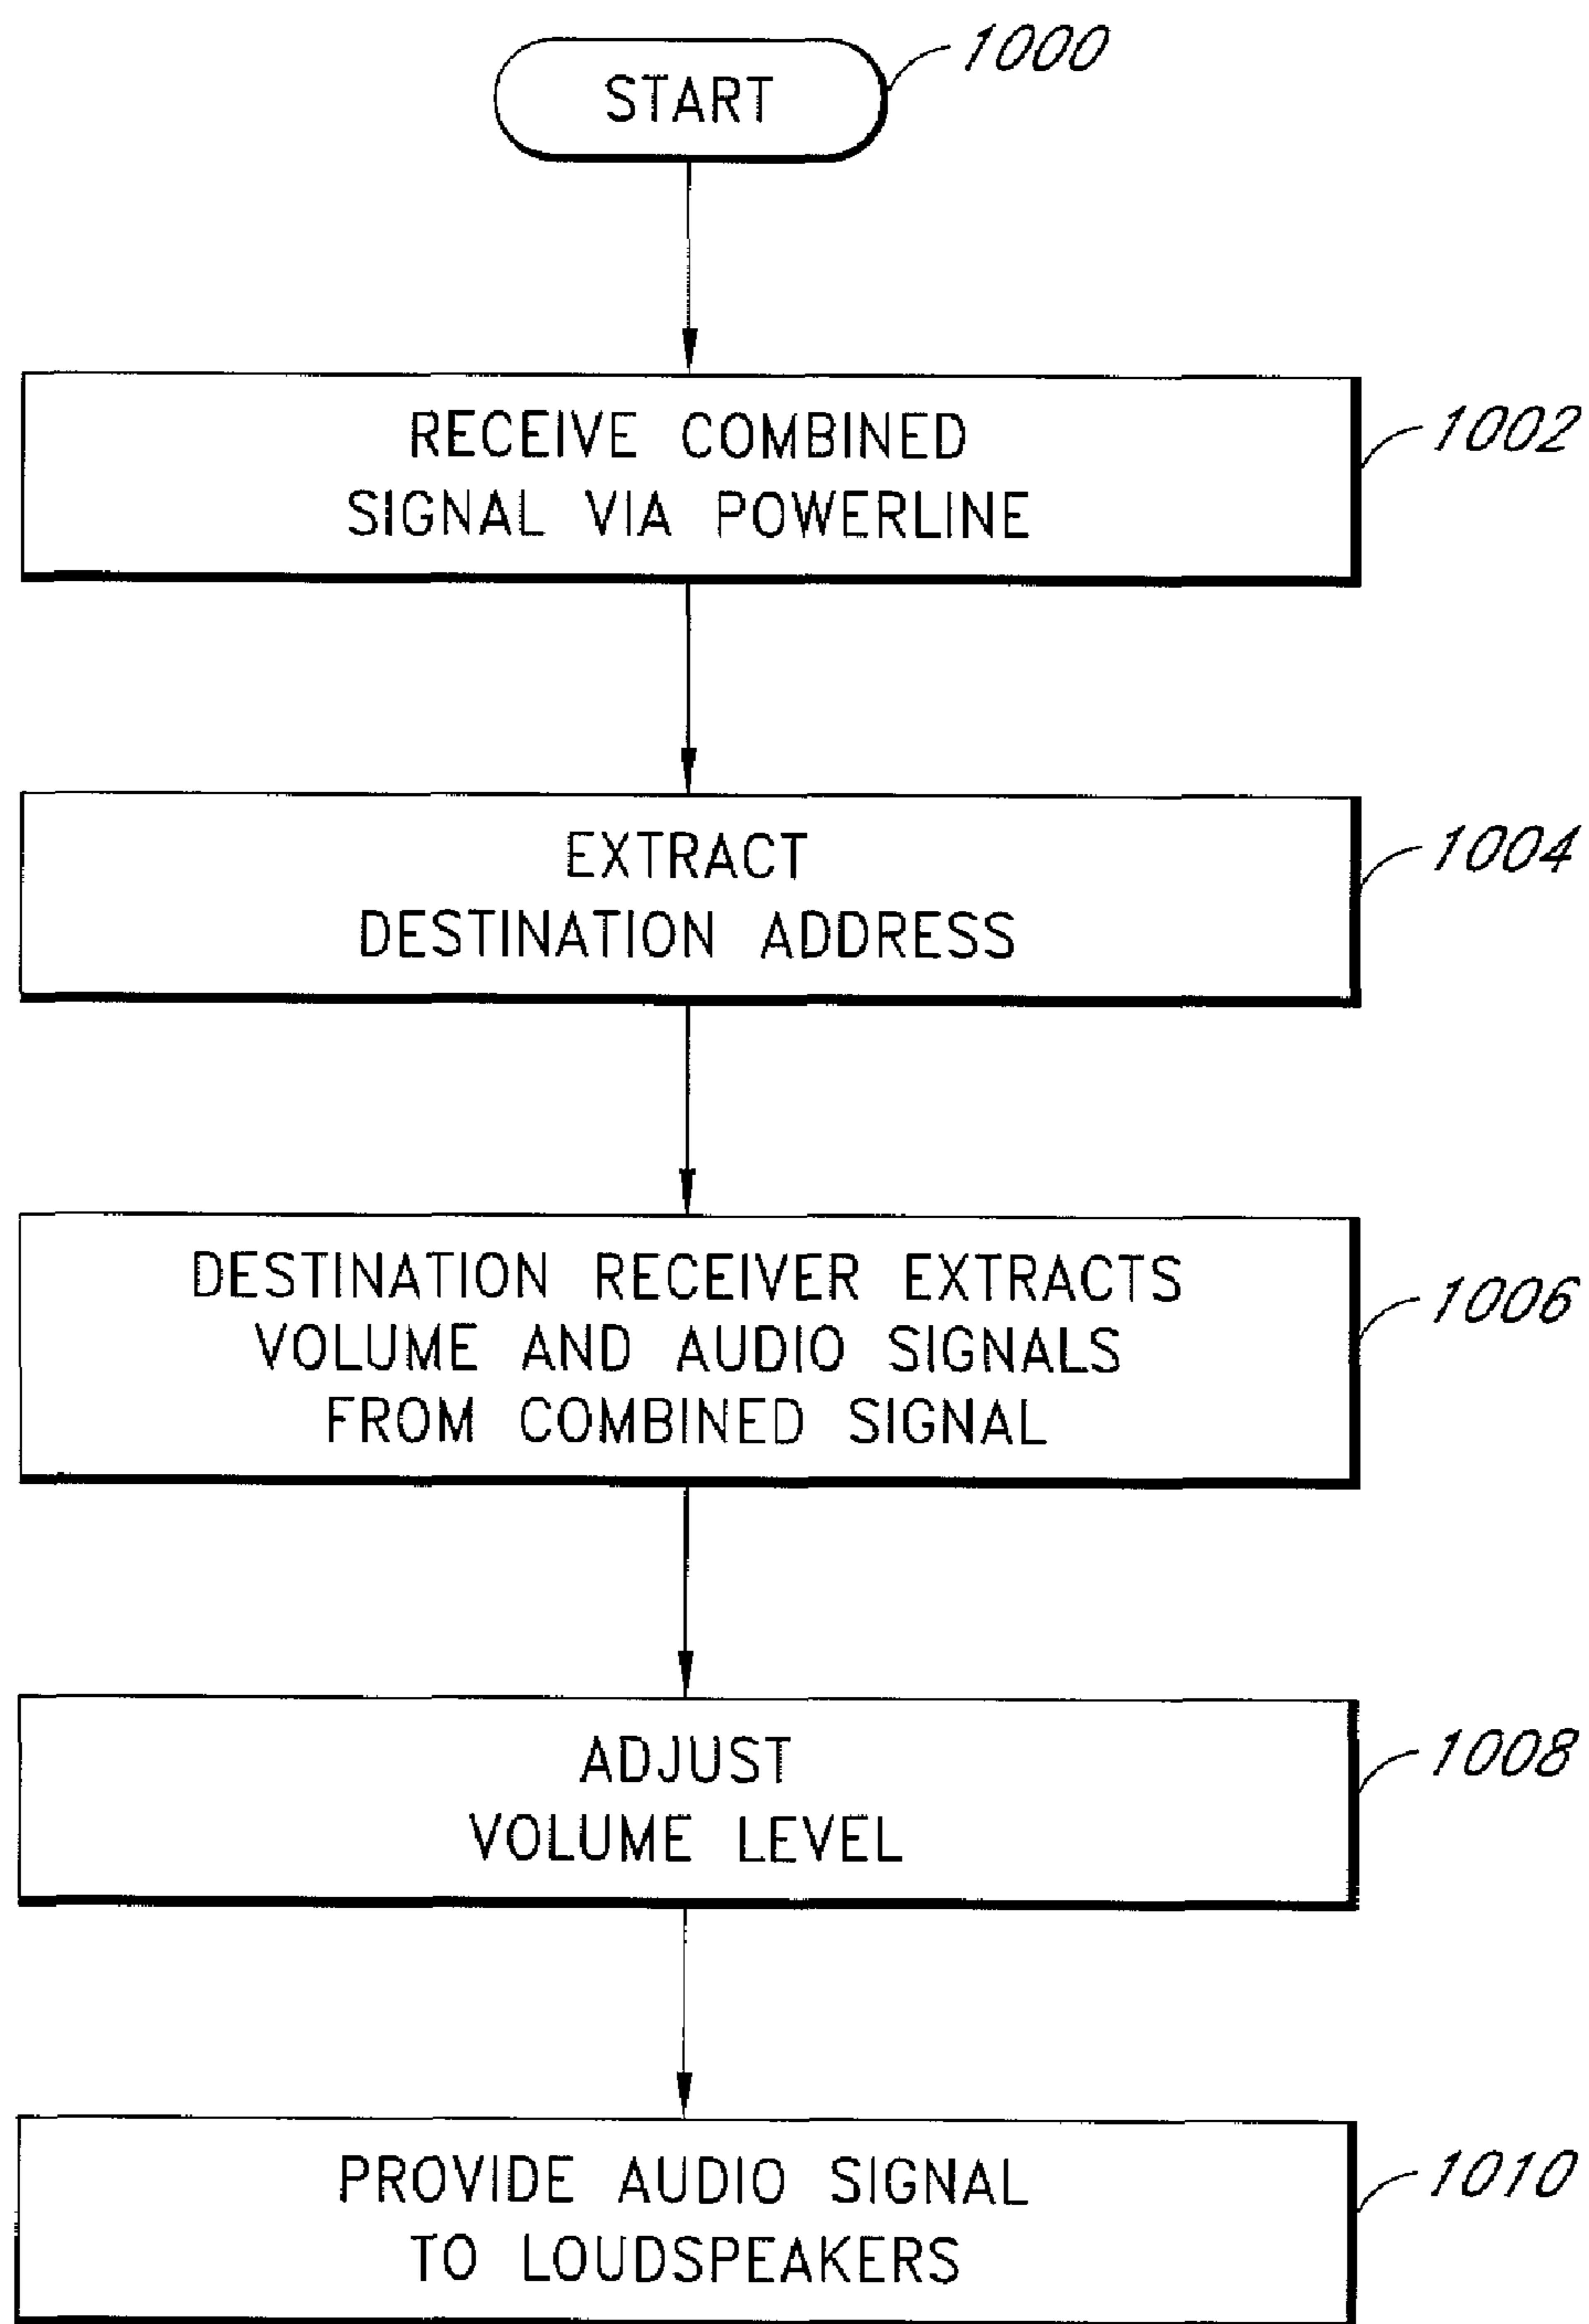 START
1000
RECEIVE COMBINED
SIGNAL VIA POWERLINE
1002
EXTRACT
DESTINATION ADDRESS
1004
DESTINATION RECEIVER EXTRACTS
VOLUME AND AUDIO SIGNALS
FROM COMBINED SIGNAL
1006
ADJUST
VOLUME LEVEL
1008
PROVIDE AUDIO SIGNAL
TO LOUDSPEAKERS
1010